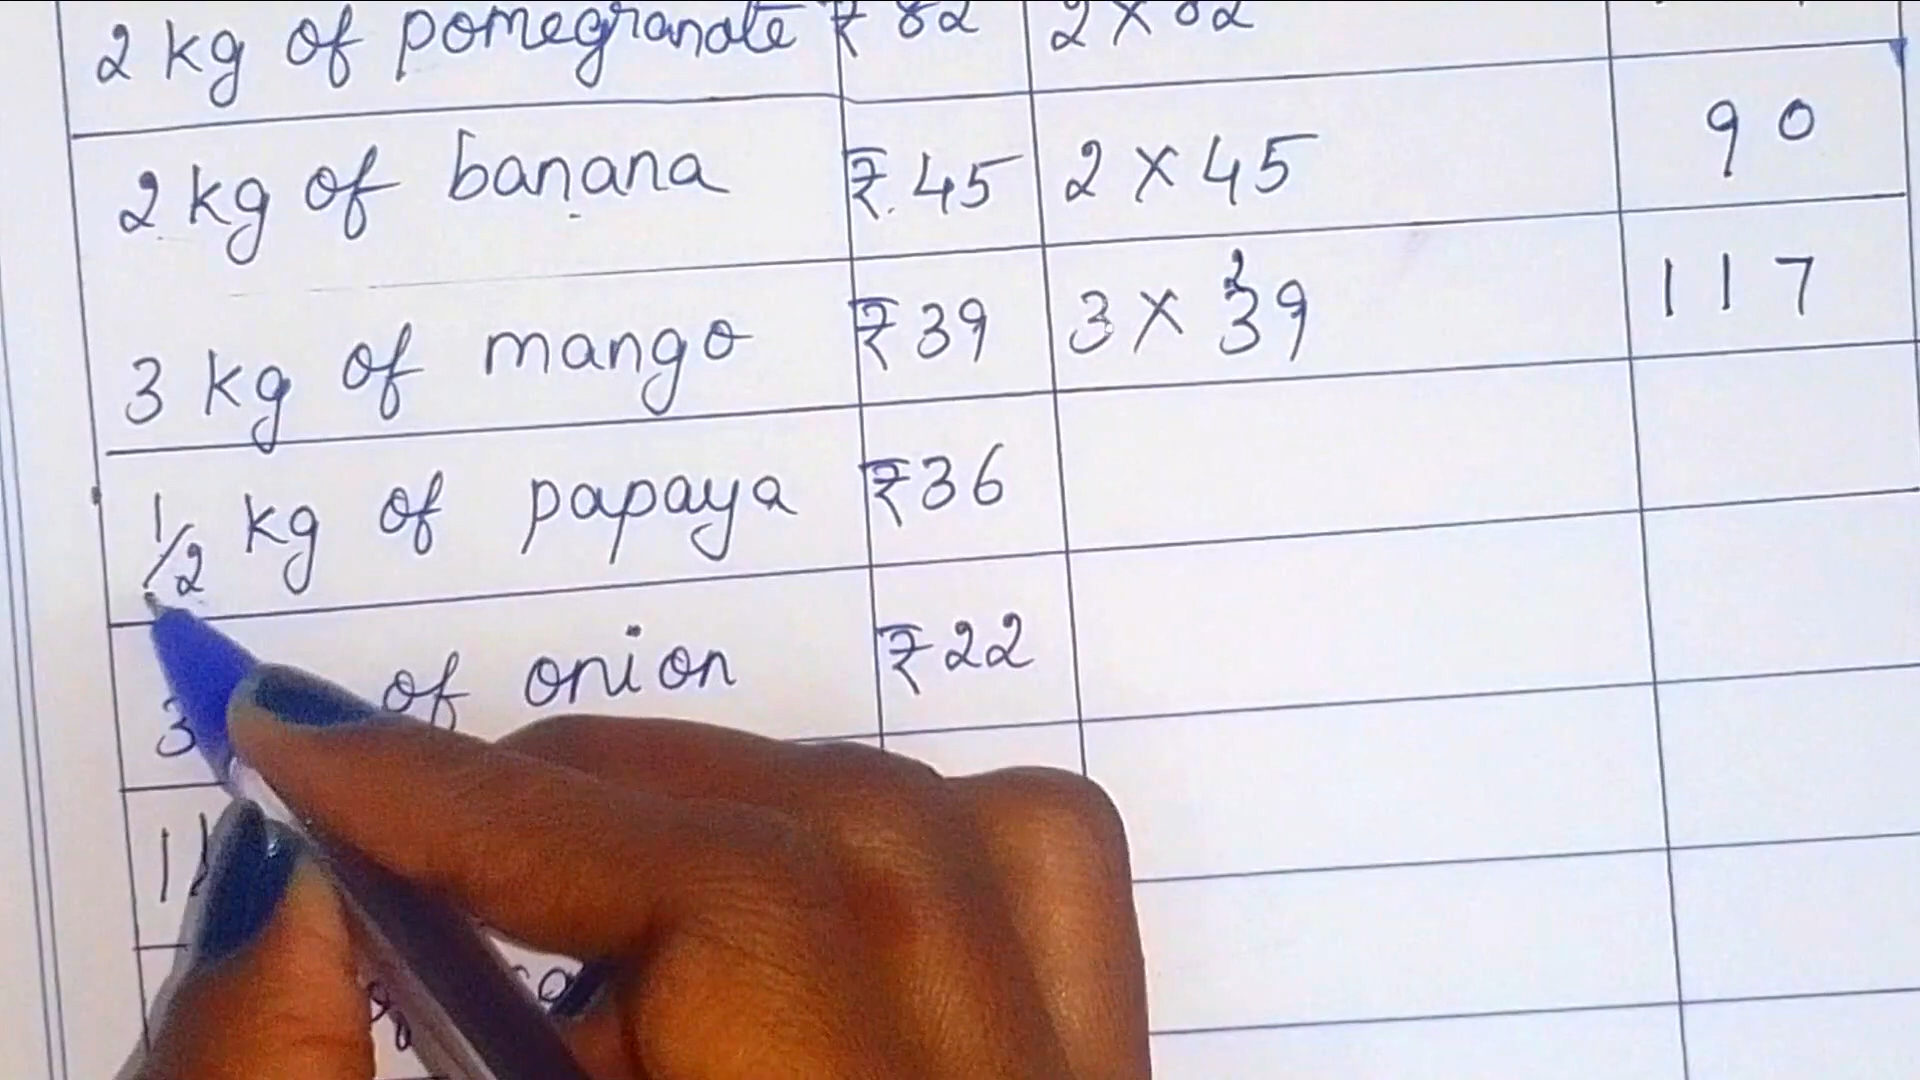 2 kg of pomegranate ₹ 82 2 × 82
2 kg of banana ₹. 45 2 × 45 90
3 kg of mango ₹ 39 3 × 39 117
1/2 kg of papaya ₹ 36
3 of onion ₹ 22